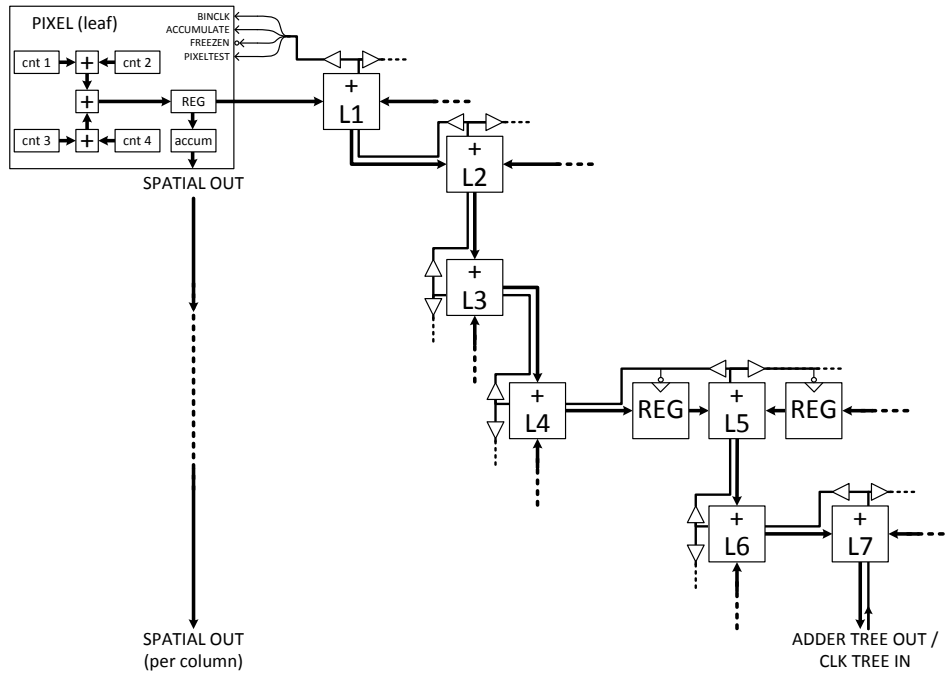 PIXEL (leaf)
BINCLK
ACCUMULATE
FREEZEN
PIXELTEST
cnt 1
+
cnt 2
+
REG
cnt 3
+
cnt 4
accum
SPATIAL OUT
+
L1
+
L2
+
L3
+
L4
REG
+
L5
REG
+
L6
+
L7
SPATIAL OUT
(per column)
ADDER TREE OUT /
CLK TREE IN